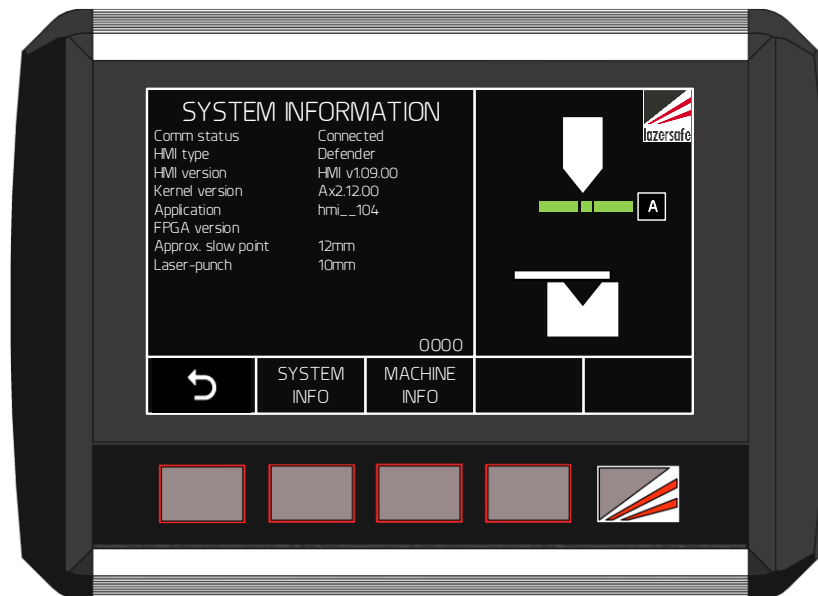 SYSTEM INFORMATION
Comm status Connected
HMI type Defender
HMI version HMI v1.09.00
Kernel version Ax2.12.00
Application hmi__104
FPGA version
Approx. slow point 12mm
Laser-punch 10mm
0000
lazersafe
A
SYSTEM
INFO
MACHINE
INFO